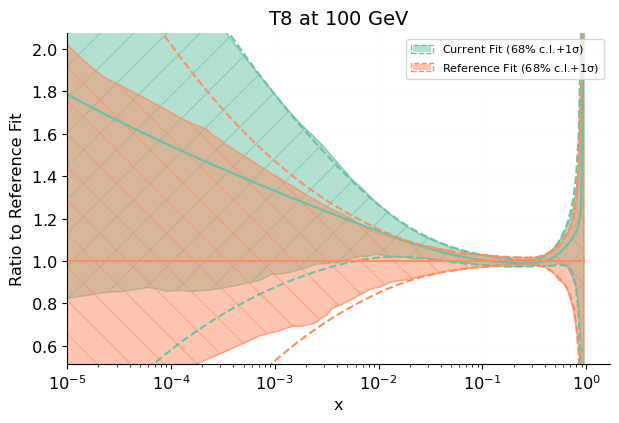 T8 at 100 GeV
Current Fit (68% c.l.+1σ)
Reference Fit (68% c.l.+1σ)
Ratio to Reference Fit
2.0
1.8
1.6
1.4
1.2
1.0
0.8
0.6
10⁻⁵ 10⁻⁴ 10⁻³ 10⁻² 10⁻¹ 10⁰
x